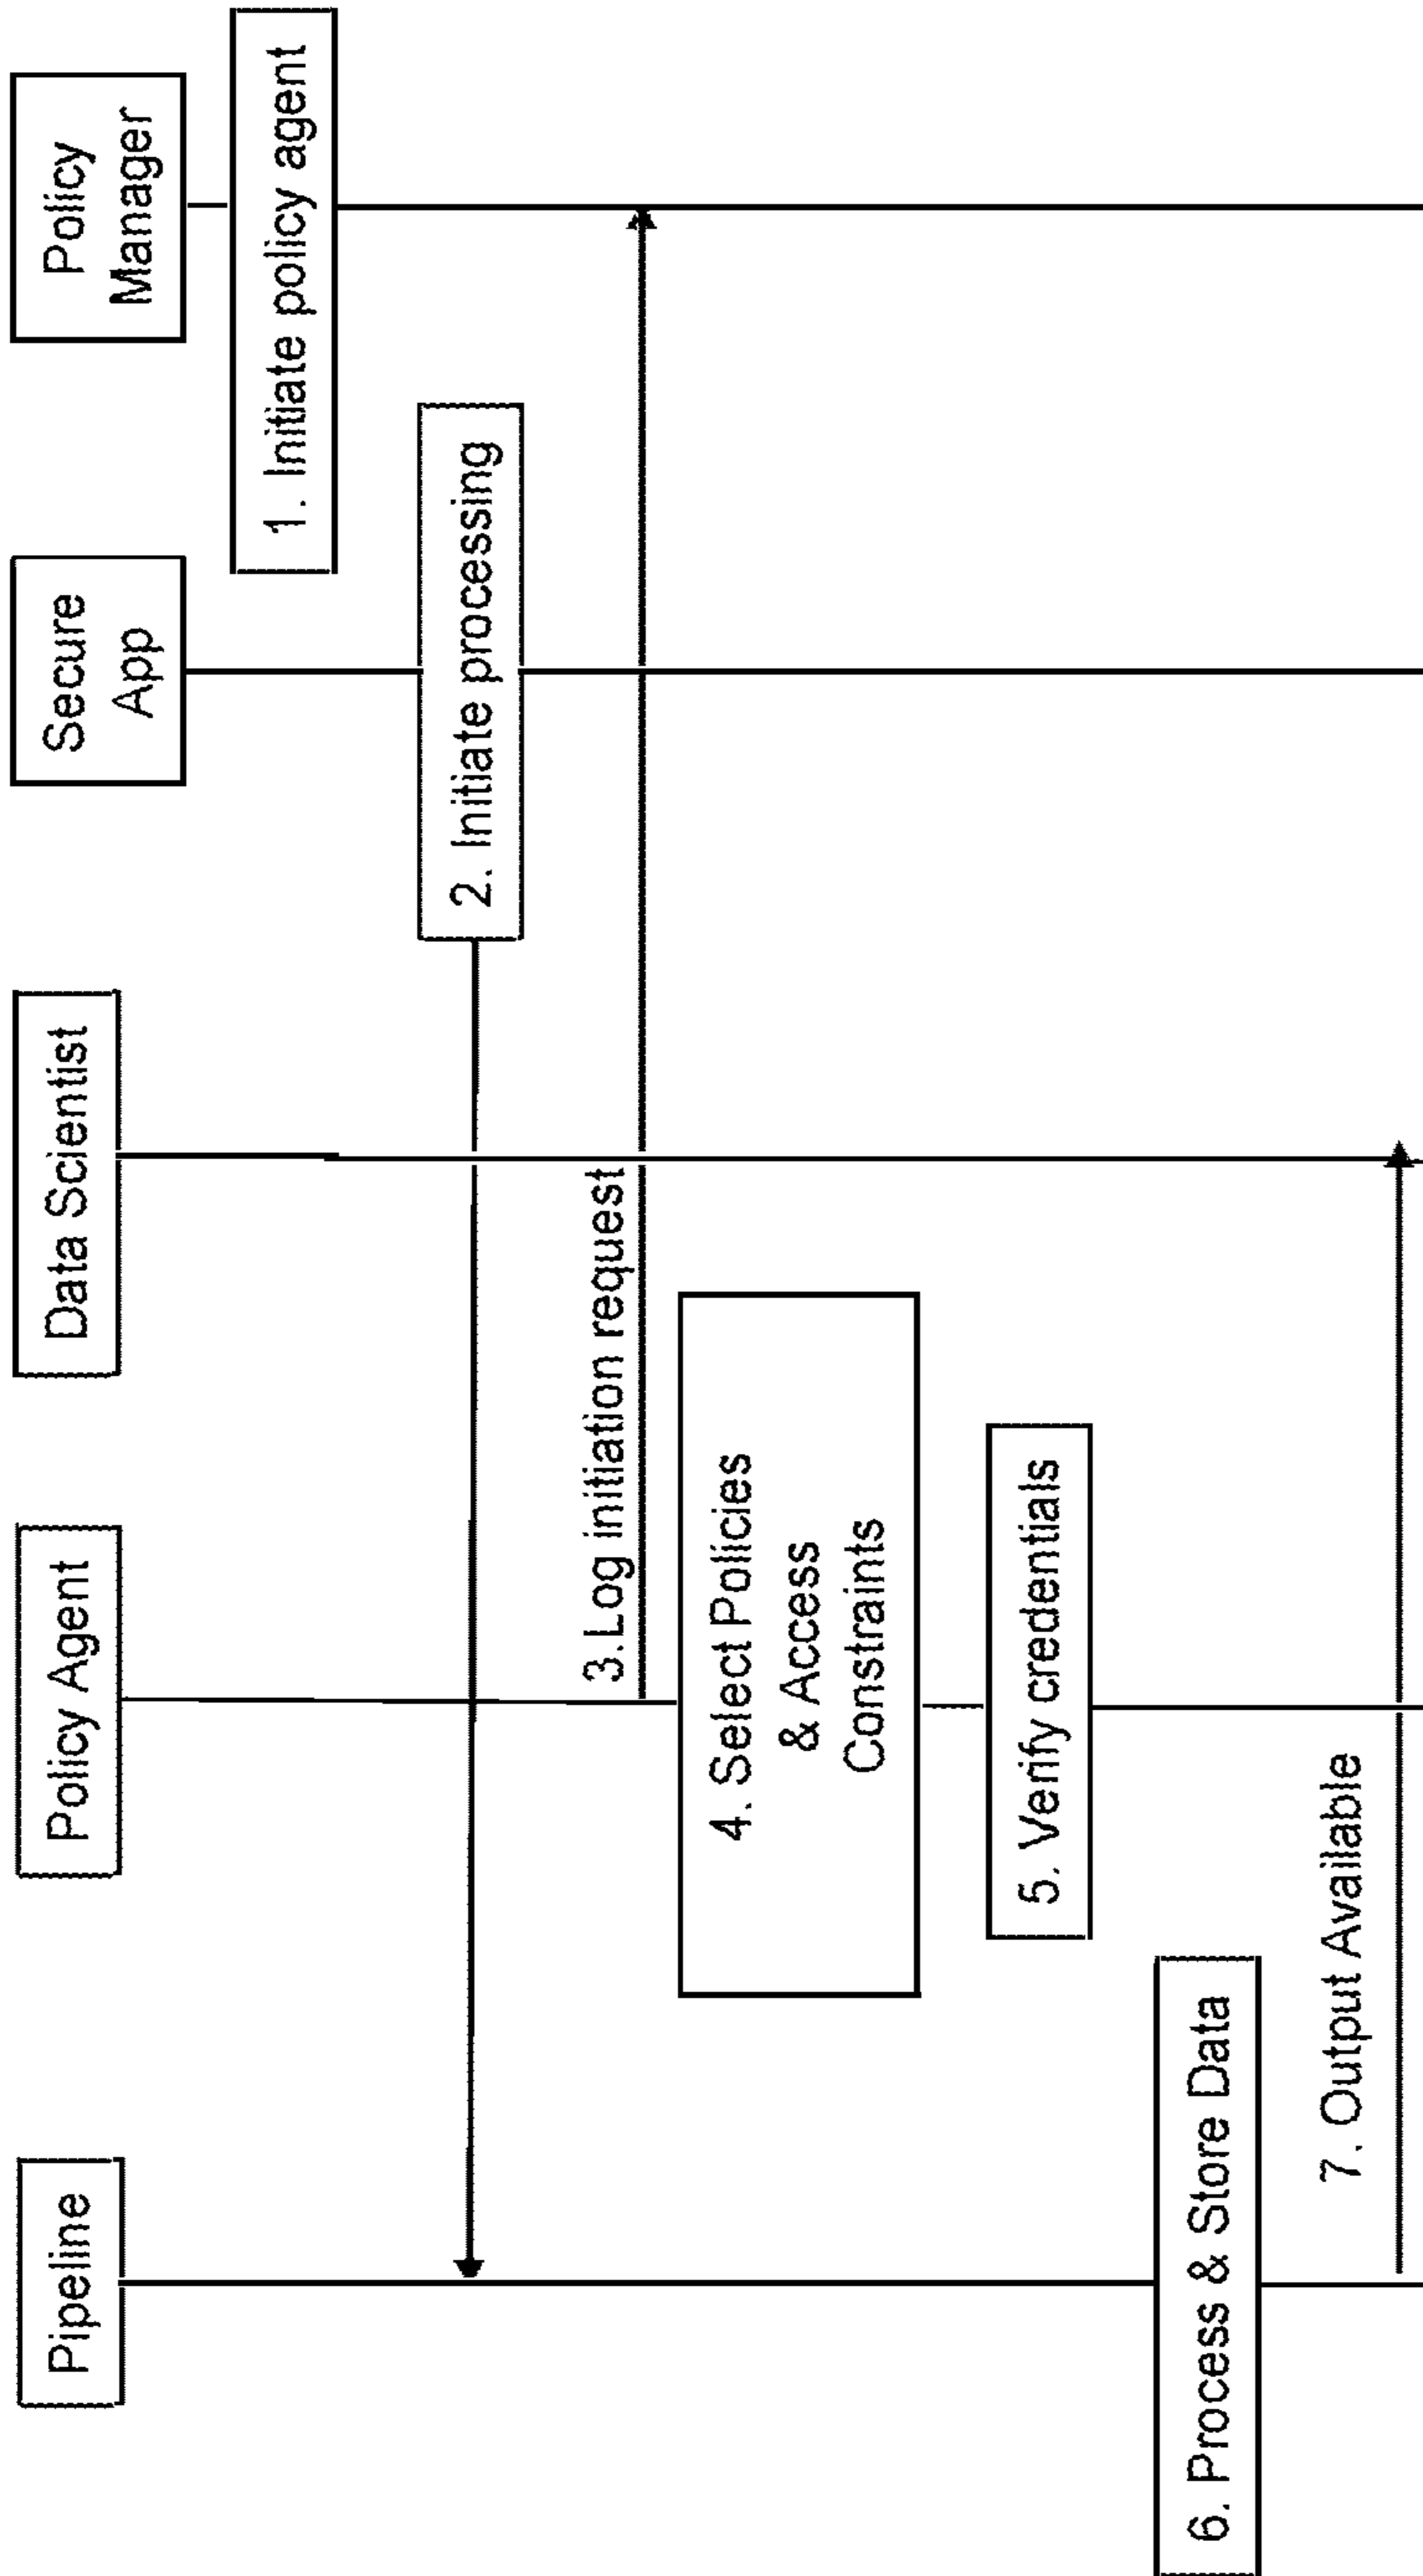 Pipeline
Policy Agent
Data Scientist
Secure
App
Policy
Manager
1. Initiate policy agent
2. Initiate processing
3.Log initiation request
4. Select Policies
& Access
Constraints
5. Verify credentials
6. Process & Store Data
7. Output Available